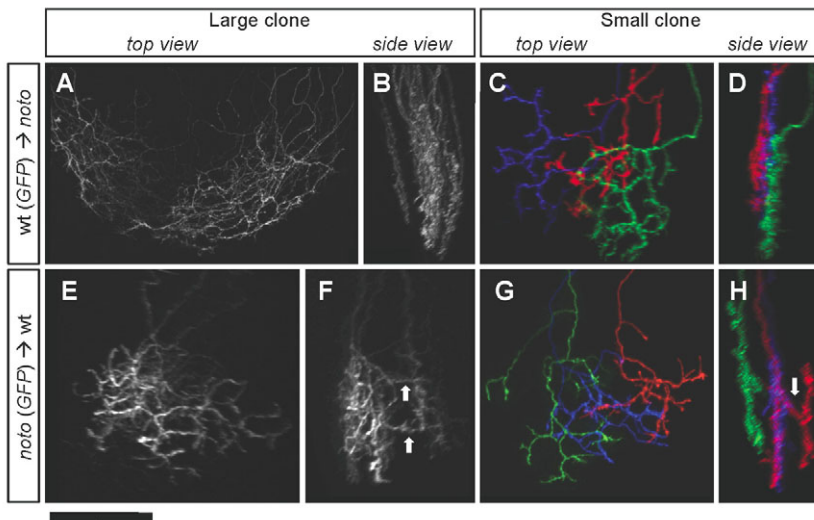 Large clone
Small clone
top view
side view
top view
side view
wt (GFP) → noto
A
B
C
D
noto (GFP) → wt
E
F
G
H